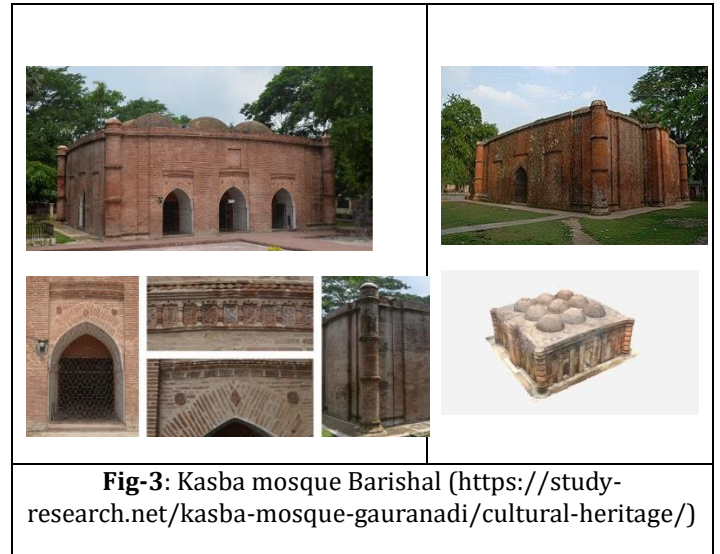 Fig-3: Kasba mosque Barishal (https://study-
research.net/kasba-mosque-gauranadi/cultural-heritage/)